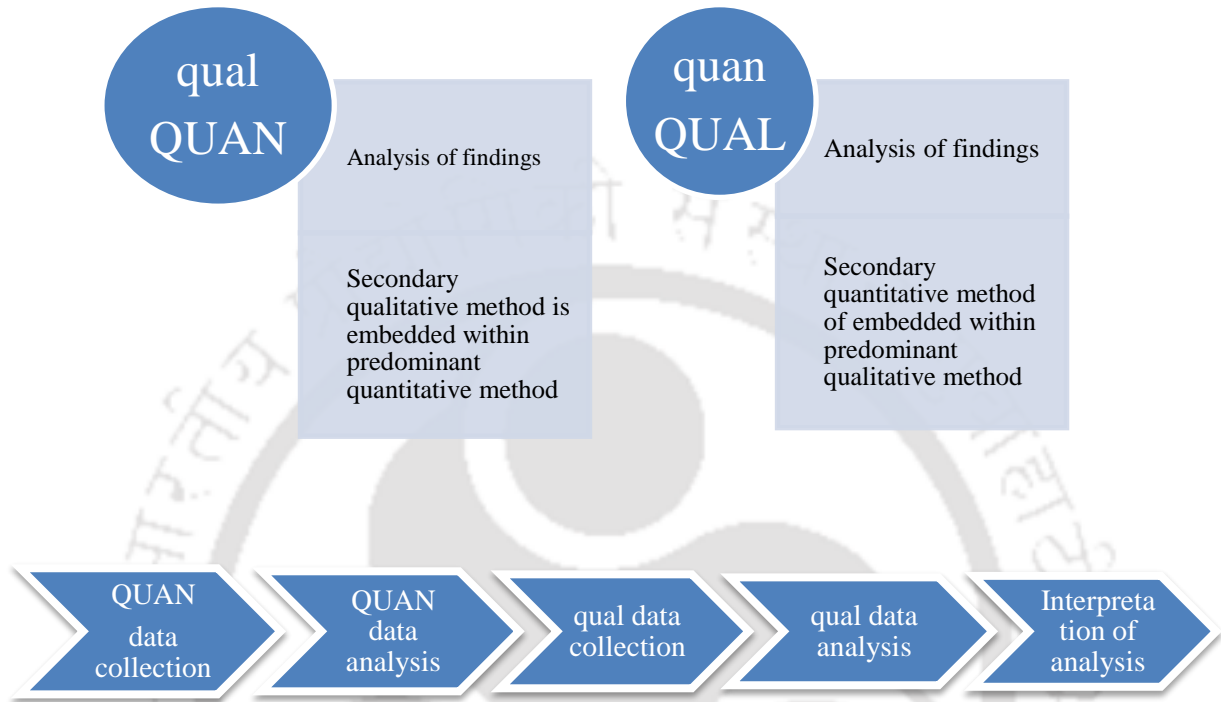 qual
QUAN
Analysis of findings
Secondary
qualitative method is
embedded within
predominant
quantitative method
quan
QUAL
Analysis of findings
Secondary
quantitative method
of embedded within
predominant
qualitative method
QUAN
data
collection
QUAN
data
analysis
qual data
collection
qual data
analysis
Interpreta
tion of
analysis